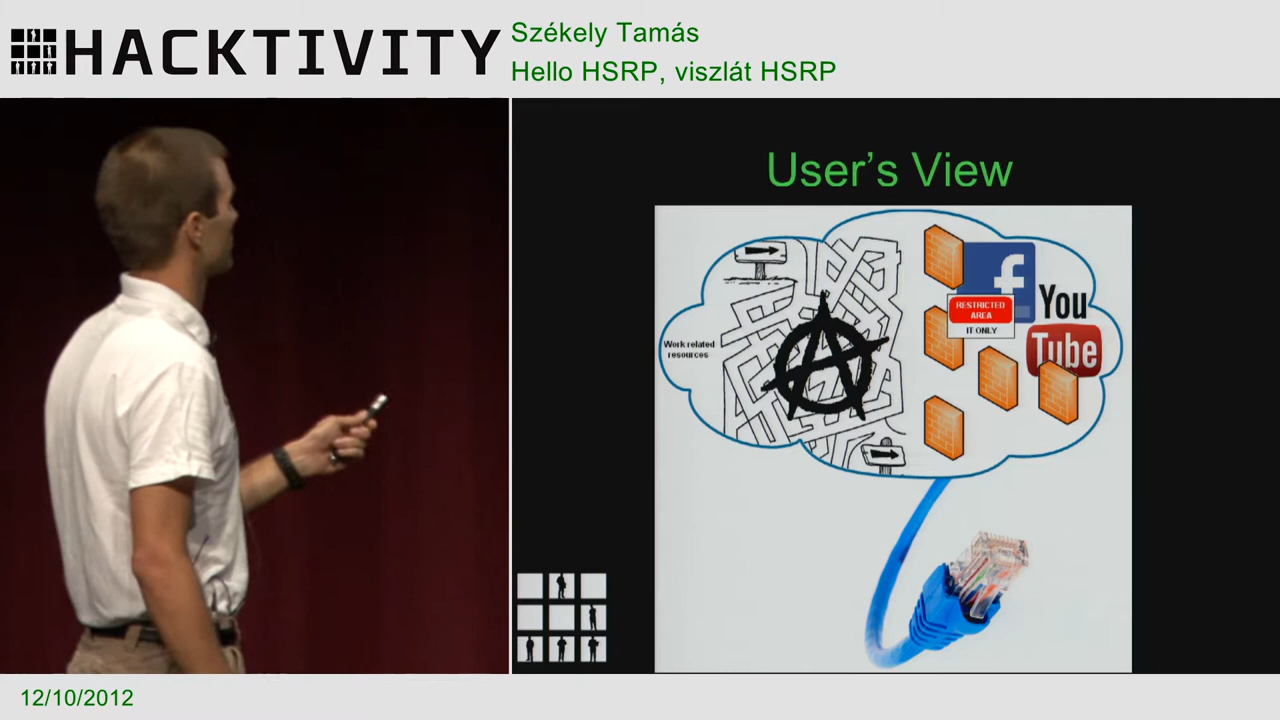 HACKTIVITY
Székely Tamás
Hello HSRP, viszlát HSRP
User's View
Work related
resources
f
RESTRICTED
AREA
IT ONLY
You
Tube
12/10/2012